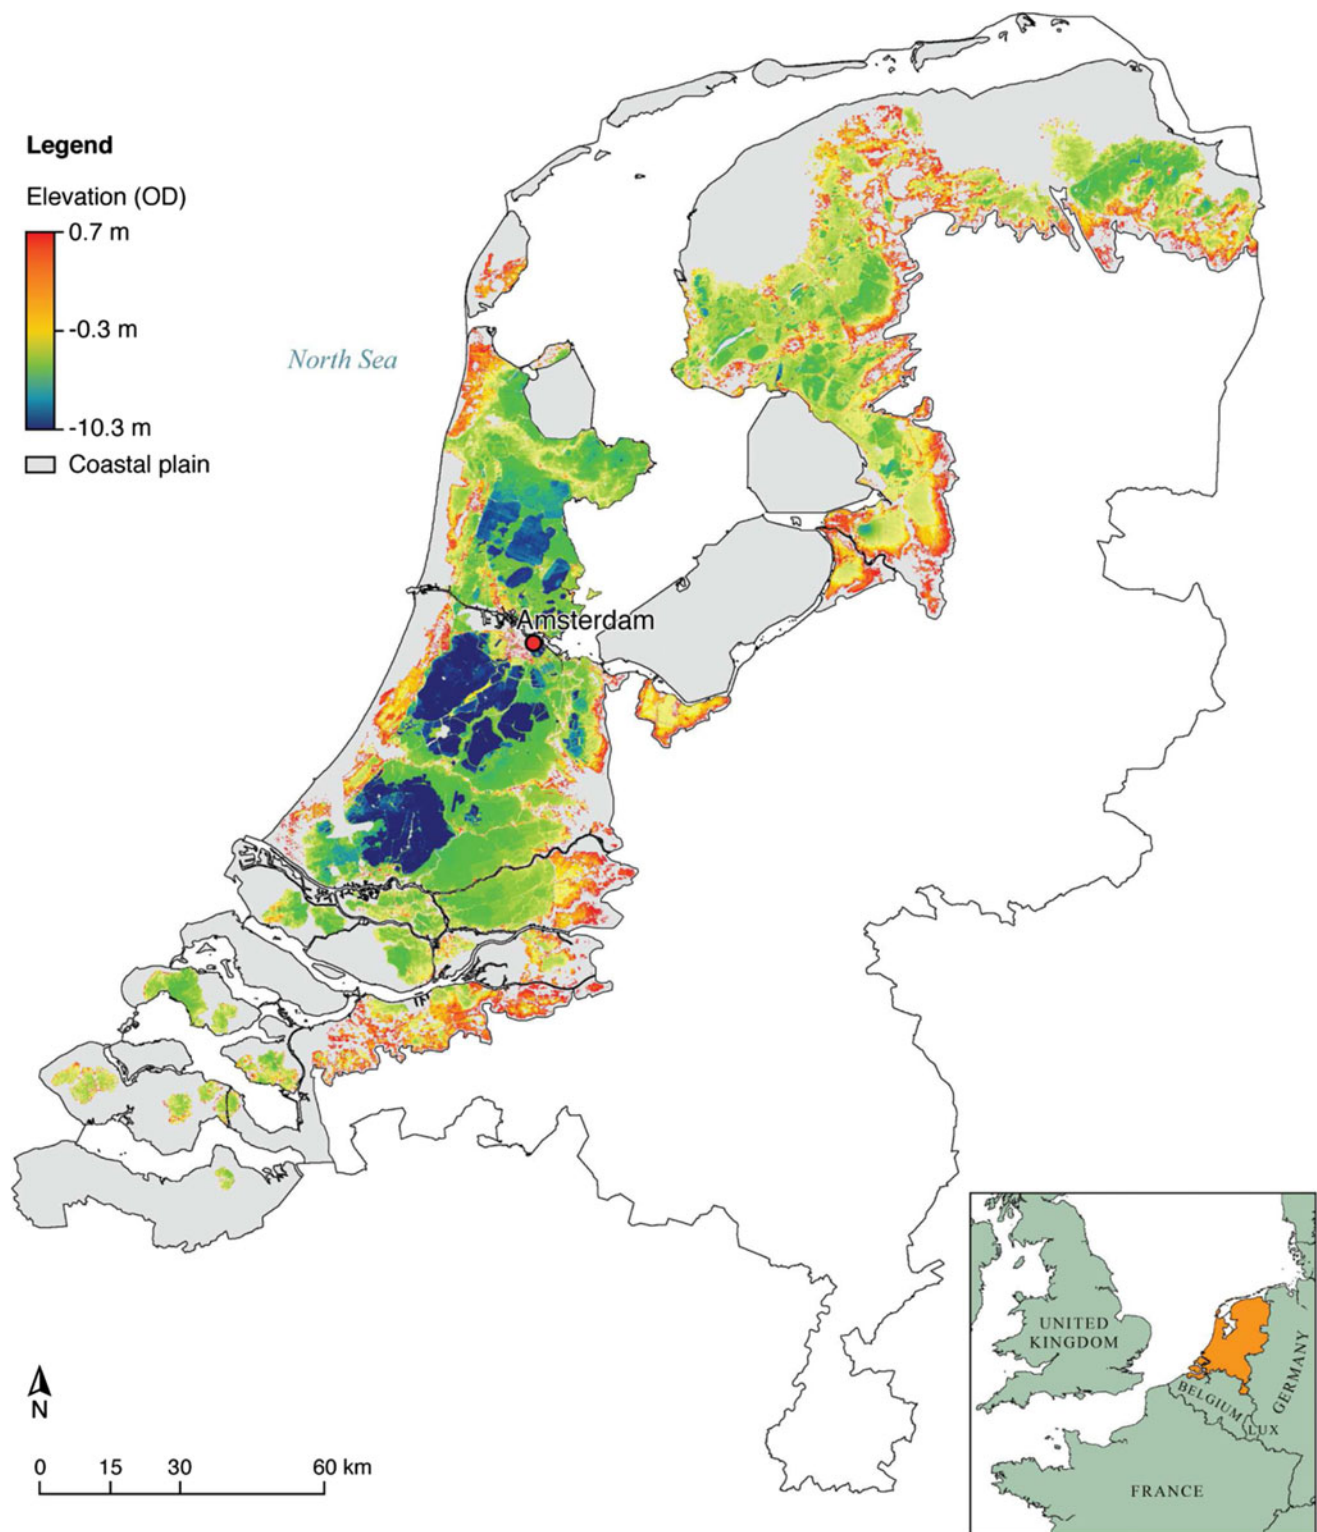 Legend
Elevation (OD)
0.7 m
-0.3 m
-10.3 m
Coastal plain
North Sea
Amsterdam
N
0 15 30 60 km
UNITED
KINGDOM
BELGIUM
LUX
GERMANY
FRANCE